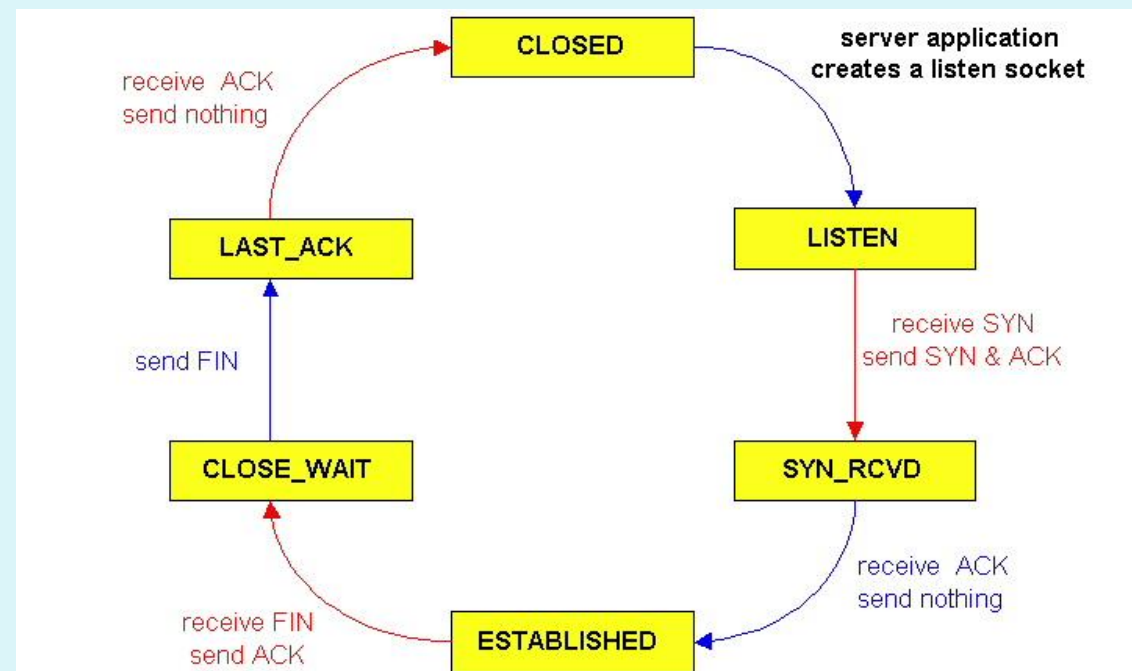 CLOSED
server application
creates a listen socket
receive ACK
send nothing
LAST_ACK
LISTEN
receive SYN
send SYN & ACK
send FIN
CLOSE_WAIT
SYN_RCVD
receive ACK
send nothing
receive FIN
send ACK
ESTABLISHED